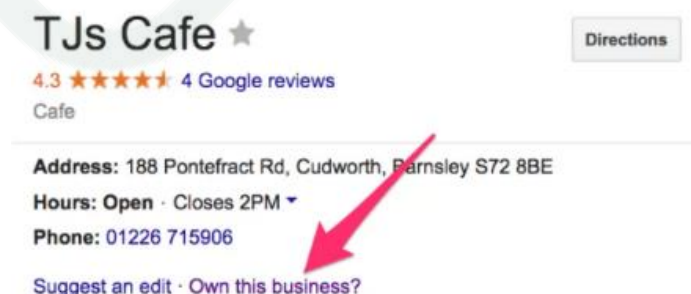 TJs Cafe
Directions
4.3 4 Google reviews
Cafe
Address: 188 Pontefract Rd, Cudworth, Barnsley S72 8BE
Hours: Open · Closes 2PM
Phone: 01226 715906
Suggest an edit · Own this business?